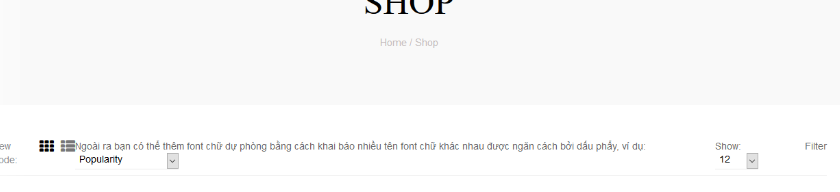 SHOP
Home / Shop
ew
ode:
Ngoài ra bạn có thể thêm font chữ dự phòng bằng cách khai báo nhiều tên font chữ khác nhau được ngăn cách bởi dấu phẩy, ví dụ:
Popularity
Show:
12
Filter